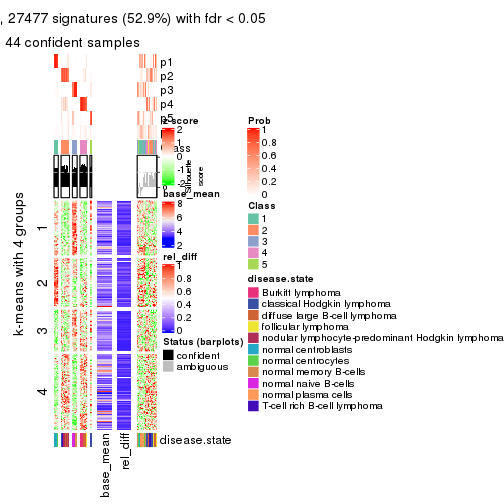 , 27477 signatures (52.9%) with fdr < 0.05
44 confident samples
p1
p2
p3
p4
p5
z-score
2
1
0
-1
-2
Silhouette
score
base_mean
8
6
4
2
rel_diff
1
0.8
0.6
0.4
0.2
0
Status (barplots)
confident
ambiguous
Prob
1
0.8
0.6
0.4
0.2
0
Class
1
2
3
4
5
disease.state
Burkitt lymphoma
classical Hodgkin lymphoma
diffuse large B-cell lymphoma
follicular lymphoma
nodular lymphocyte-predominant Hodgkin lymphoma
normal centroblasts
normal centrocytes
normal memory B-cells
normal naive B-cells
normal plasma cells
T-cell rich B-cell lymphoma
k-means with 4 groups
1
2
3
4
disease.state
base_mean
rel_diff